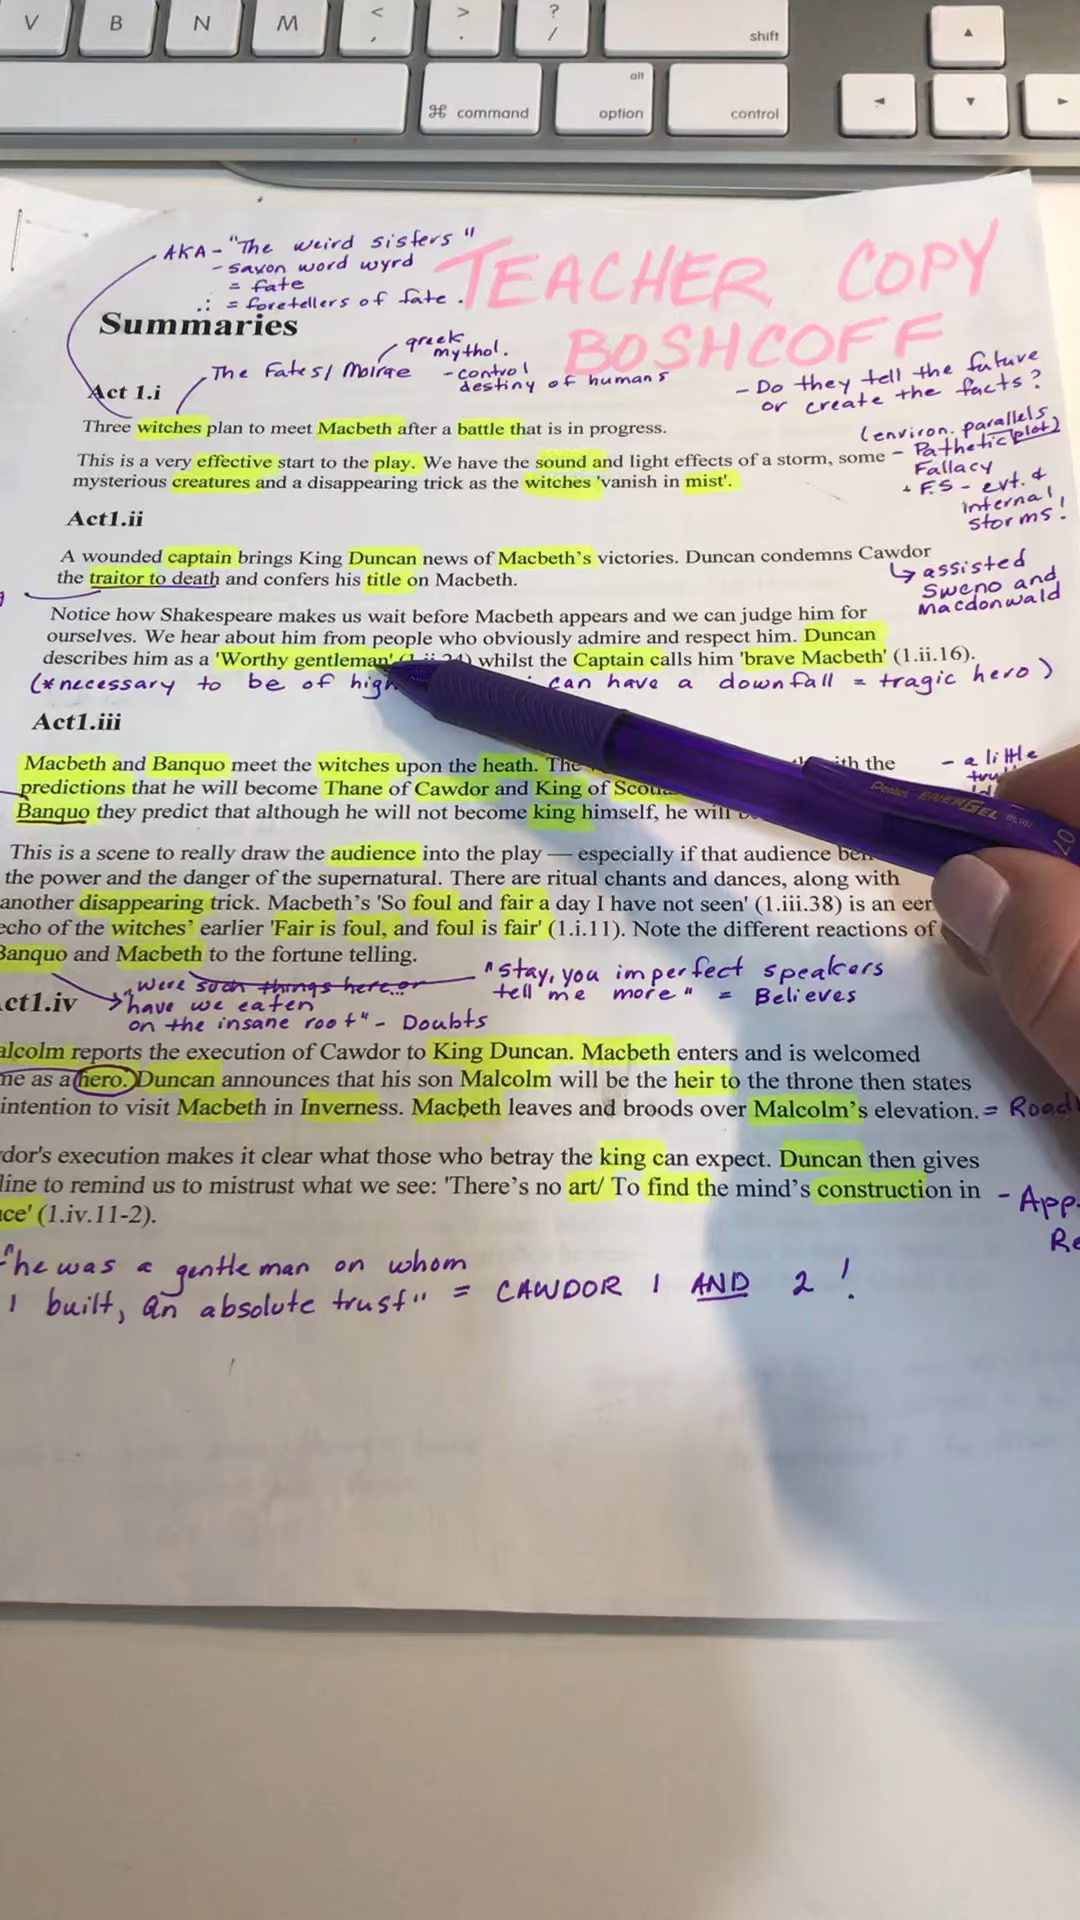 V B N M < , > . ? / shift
⌘ command alt option control
AKA - "The weird sisters"
- saxon word wyrd
= fate
∴ = foretellers of fate.
TEACHER COPY
BOSHCOFF
Summaries
greek
mythol.
The Fates/ Moirae - control
destiny of humans
- Do they tell the future
or create the facts?
Act 1.i
Three witches plan to meet Macbeth after a battle that is in progress.
(environ. parallels
plot)
This is a very effective start to the play. We have the sound and light effects of a storm, some
mysterious creatures and a disappearing trick as the witches 'vanish in mist'.
- Pathetic
Fallacy
+ F.S - ext. &
internal
storms!
Act1.ii
A wounded captain brings King Duncan news of Macbeth's victories. Duncan condemns Cawdor
the traitor to death and confers his title on Macbeth.
assisted
Sweno and
Macdonwald
Notice how Shakespeare makes us wait before Macbeth appears and we can judge him for
ourselves. We hear about him from people who obviously admire and respect him. Duncan
describes him as a 'Worthy gentleman' whilst the Captain calls him 'brave Macbeth' (1.ii.16).
(*necessary to be of high can have a downfall = tragic hero)
Act1.iii
Macbeth and Banquo meet the witches upon the heath. The with the
predictions that he will become Thane of Cawdor and King of
Banquo they predict that although he will not become king himself, he will
- a little
This is a scene to really draw the audience into the play — especially if that audience
the power and the danger of the supernatural. There are ritual chants and dances, along with
another disappearing trick. Macbeth's 'So foul and fair a day I have not seen' (1.iii.38) is an
echo of the witches' earlier 'Fair is foul, and foul is fair' (1.i.11). Note the different reactions of
Banquo and Macbeth to the fortune telling.
"were such things here...or
have we eaten
on the insane root" - Doubts
"stay, you imperfect speakers
tell me more" = Believes
ct1.iv
alcolm reports the execution of Cawdor to King Duncan. Macbeth enters and is welcomed
me as a hero. Duncan announces that his son Malcolm will be the heir to the throne then states
intention to visit Macbeth in Inverness. Macbeth leaves and broods over Malcolm's elevation. = Road
dor's execution makes it clear what those who betray the king can expect. Duncan then gives
line to remind us to mistrust what we see: 'There's no art/ To find the mind's construction in
ce' (1.iv.11-2).
- App
Re
"he was a gentleman on whom
I built, an absolute trust" = CAWDOR 1 AND 2!
Pentel ENERGEL 07